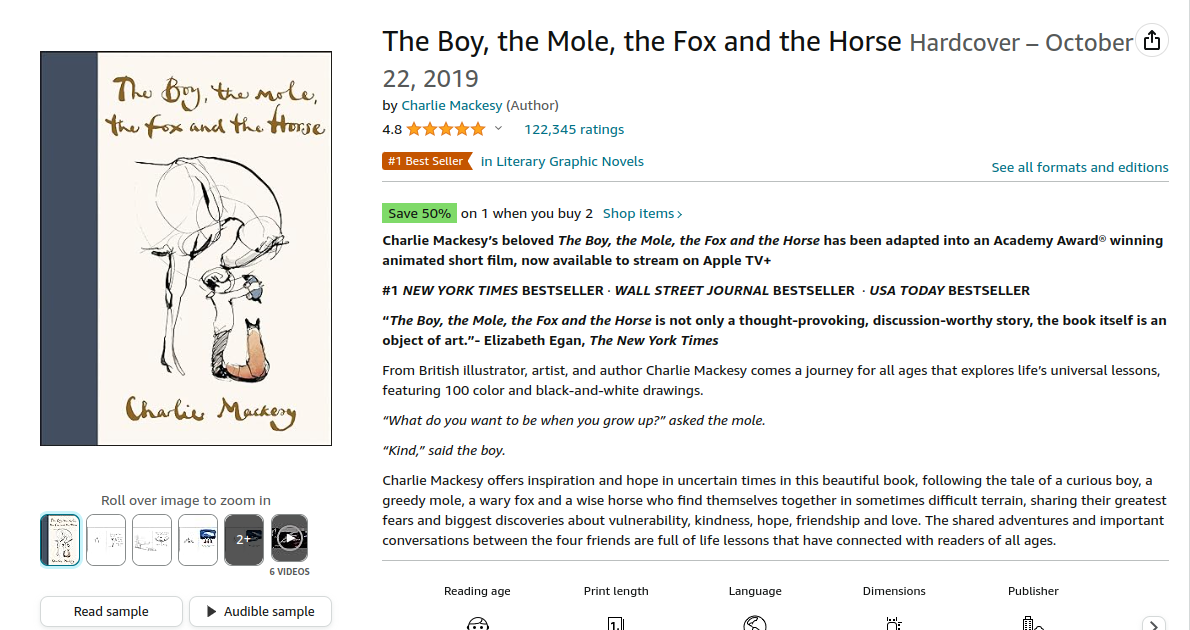 The Boy, the Mole, the Fox and the Horse Hardcover – October
22, 2019
by Charlie Mackesy (Author)
4.8 122,345 ratings
#1 Best Seller in Literary Graphic Novels
See all formats and editions
Save 50% on 1 when you buy 2 Shop items ›
Charlie Mackesy’s beloved The Boy, the Mole, the Fox and the Horse has been adapted into an Academy Award® winning
animated short film, now available to stream on Apple TV+
#1 NEW YORK TIMES BESTSELLER · WALL STREET JOURNAL BESTSELLER · USA TODAY BESTSELLER
“The Boy, the Mole, the Fox and the Horse is not only a thought-provoking, discussion-worthy story, the book itself is an
object of art.”- Elizabeth Egan, The New York Times
From British illustrator, artist, and author Charlie Mackesy comes a journey for all ages that explores life’s universal lessons,
featuring 100 color and black-and-white drawings.
“What do you want to be when you grow up?” asked the mole.
“Kind,” said the boy.
Charlie Mackesy offers inspiration and hope in uncertain times in this beautiful book, following the tale of a curious boy, a
greedy mole, a wary fox and a wise horse who find themselves together in sometimes difficult terrain, sharing their greatest
fears and biggest discoveries about vulnerability, kindness, hope, friendship and love. The shared adventures and important
conversations between the four friends are full of life lessons that have connected with readers of all ages.
Reading age Print length Language Dimensions Publisher
The Boy, the mole,
the fox and the Horse
Charlie Mackesy
Roll over image to zoom in
2+
6 VIDEOS
Read sample
Audible sample